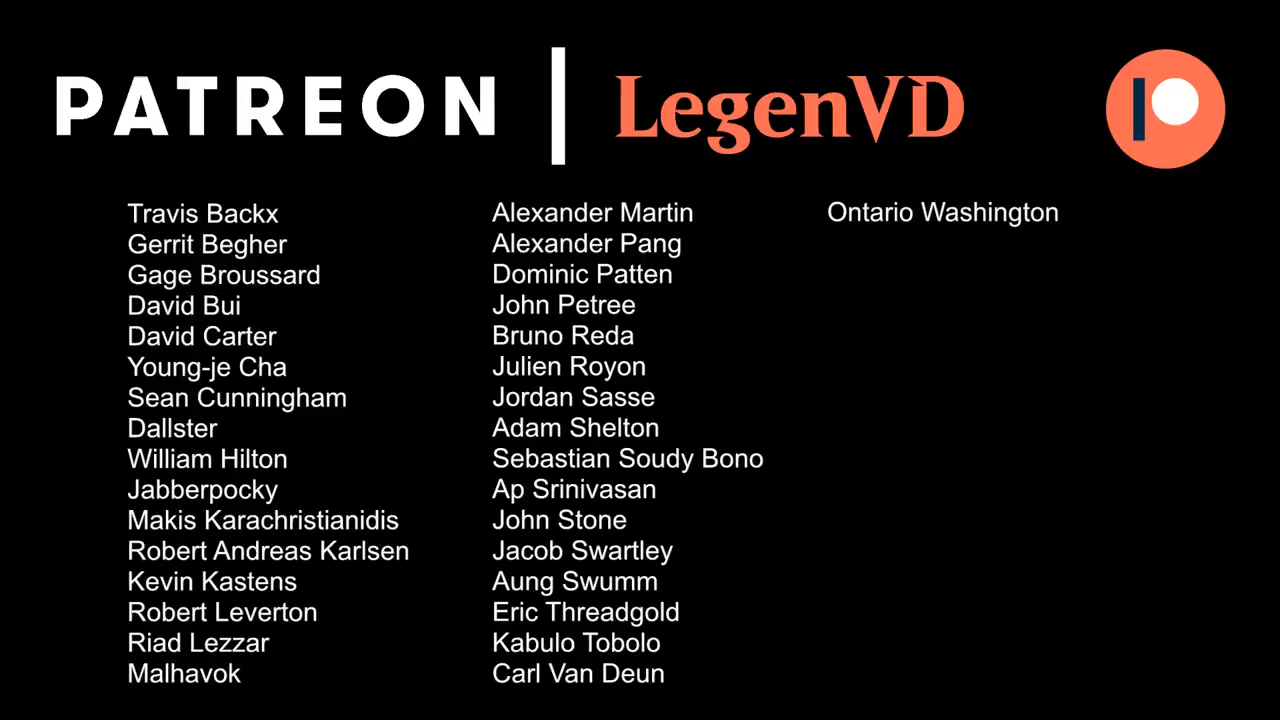 PATREON | LegenVD
Travis Backx
Gerrit Begher
Gage Broussard
David Bui
David Carter
Young-je Cha
Sean Cunningham
Dallster
William Hilton
Jabberpocky
Makis Karachristianidis
Robert Andreas Karlsen
Kevin Kastens
Robert Leverton
Riad Lezzar
Malhavok
Alexander Martin
Alexander Pang
Dominic Patten
John Petree
Bruno Reda
Julien Royon
Jordan Sasse
Adam Shelton
Sebastian Soudy Bono
Ap Srinivasan
John Stone
Jacob Swartley
Aung Swumm
Eric Threadgold
Kabulo Tobolo
Carl Van Deun
Ontario Washington